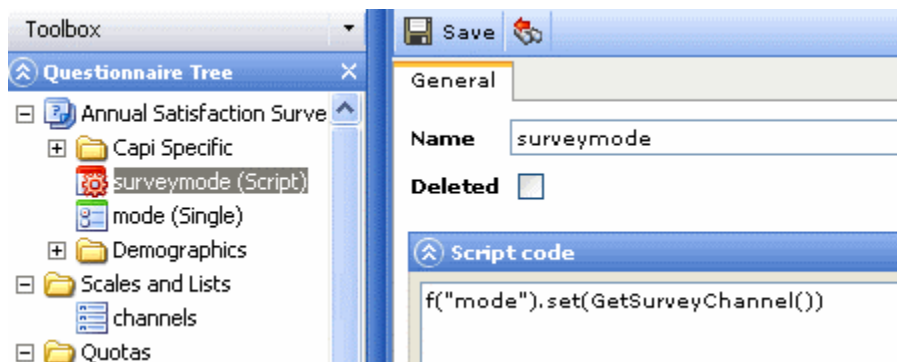 Toolbox
Questionnaire Tree
Annual Satisfaction Surve
Capi Specific
surveymode (Script)
mode (Single)
Demographics
Scales and Lists
channels
Quotas
Save
General
Name surveymode
Deleted
Script code
f("mode").set(GetSurveyChannel())